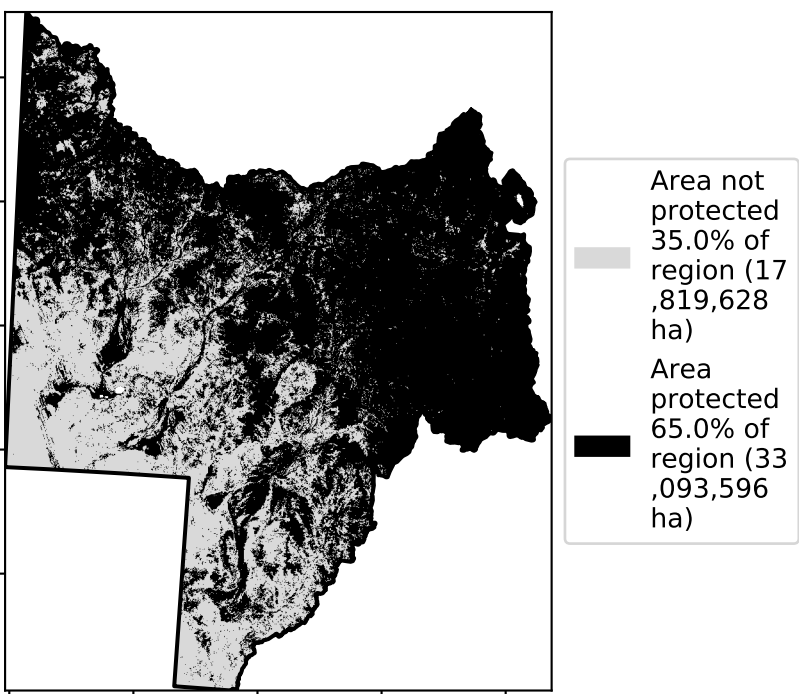 Area not
protected
35.0% of
region (17
,819,628
ha)
Area
protected
65.0% of
region (33
,093,596
ha)